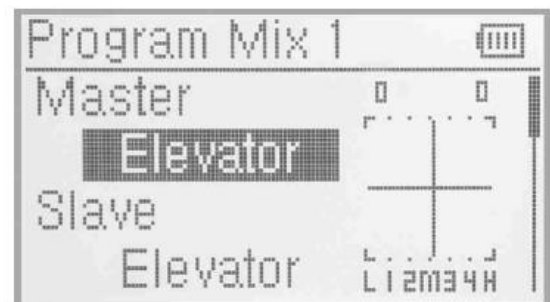 Program Mix 1
Master
0 0
Elevator
Slave
Elevator
L12M34H